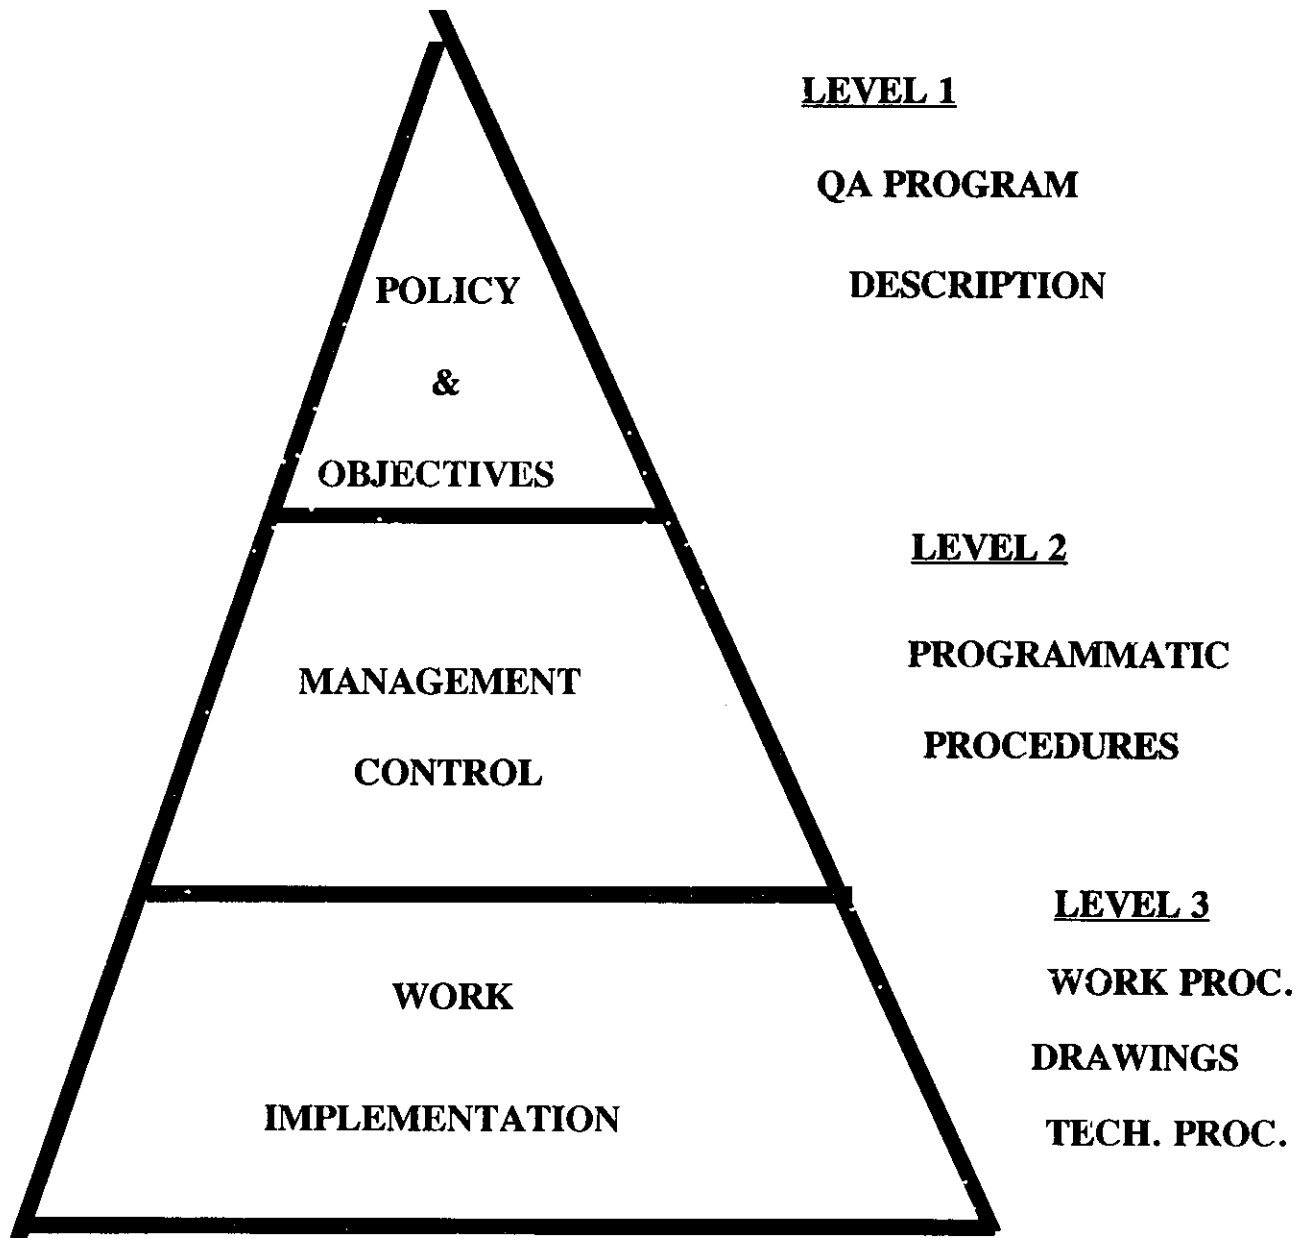 LEVEL 1
QA PROGRAM
DESCRIPTION
POLICY
&
OBJECTIVES
LEVEL 2
PROGRAMMATIC
PROCEDURES
MANAGEMENT
CONTROL
LEVEL 3
WORK PROC.
DRAWINGS
TECH. PROC.
WORK
IMPLEMENTATION